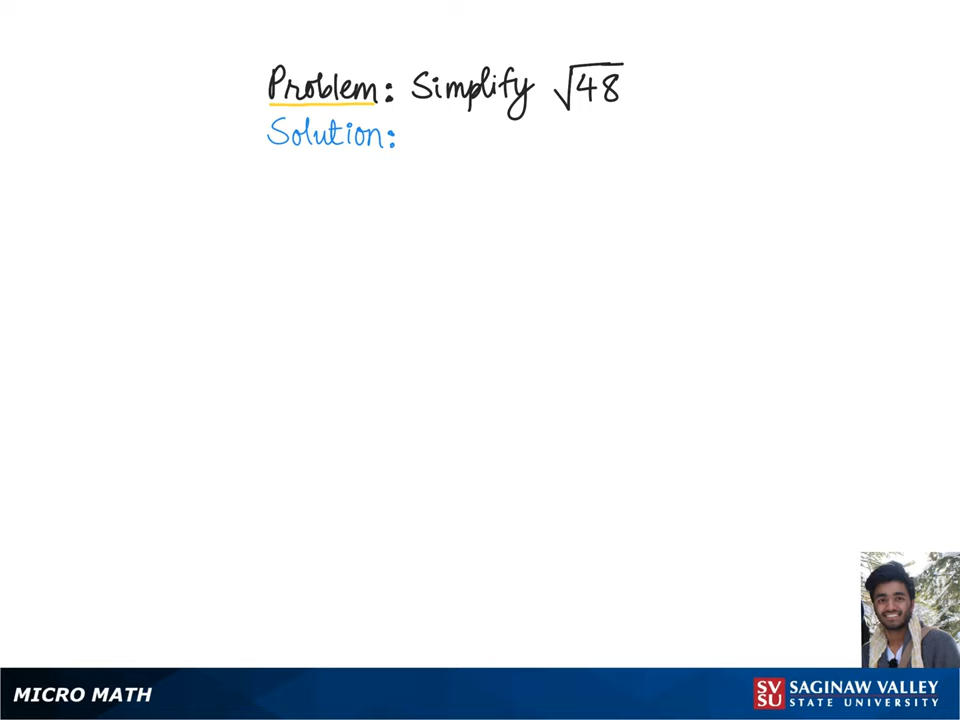 Problem: Simplify √48
Solution:
MICRO MATH
SV
SU
SAGINAW VALLEY
STATE UNIVERSITY